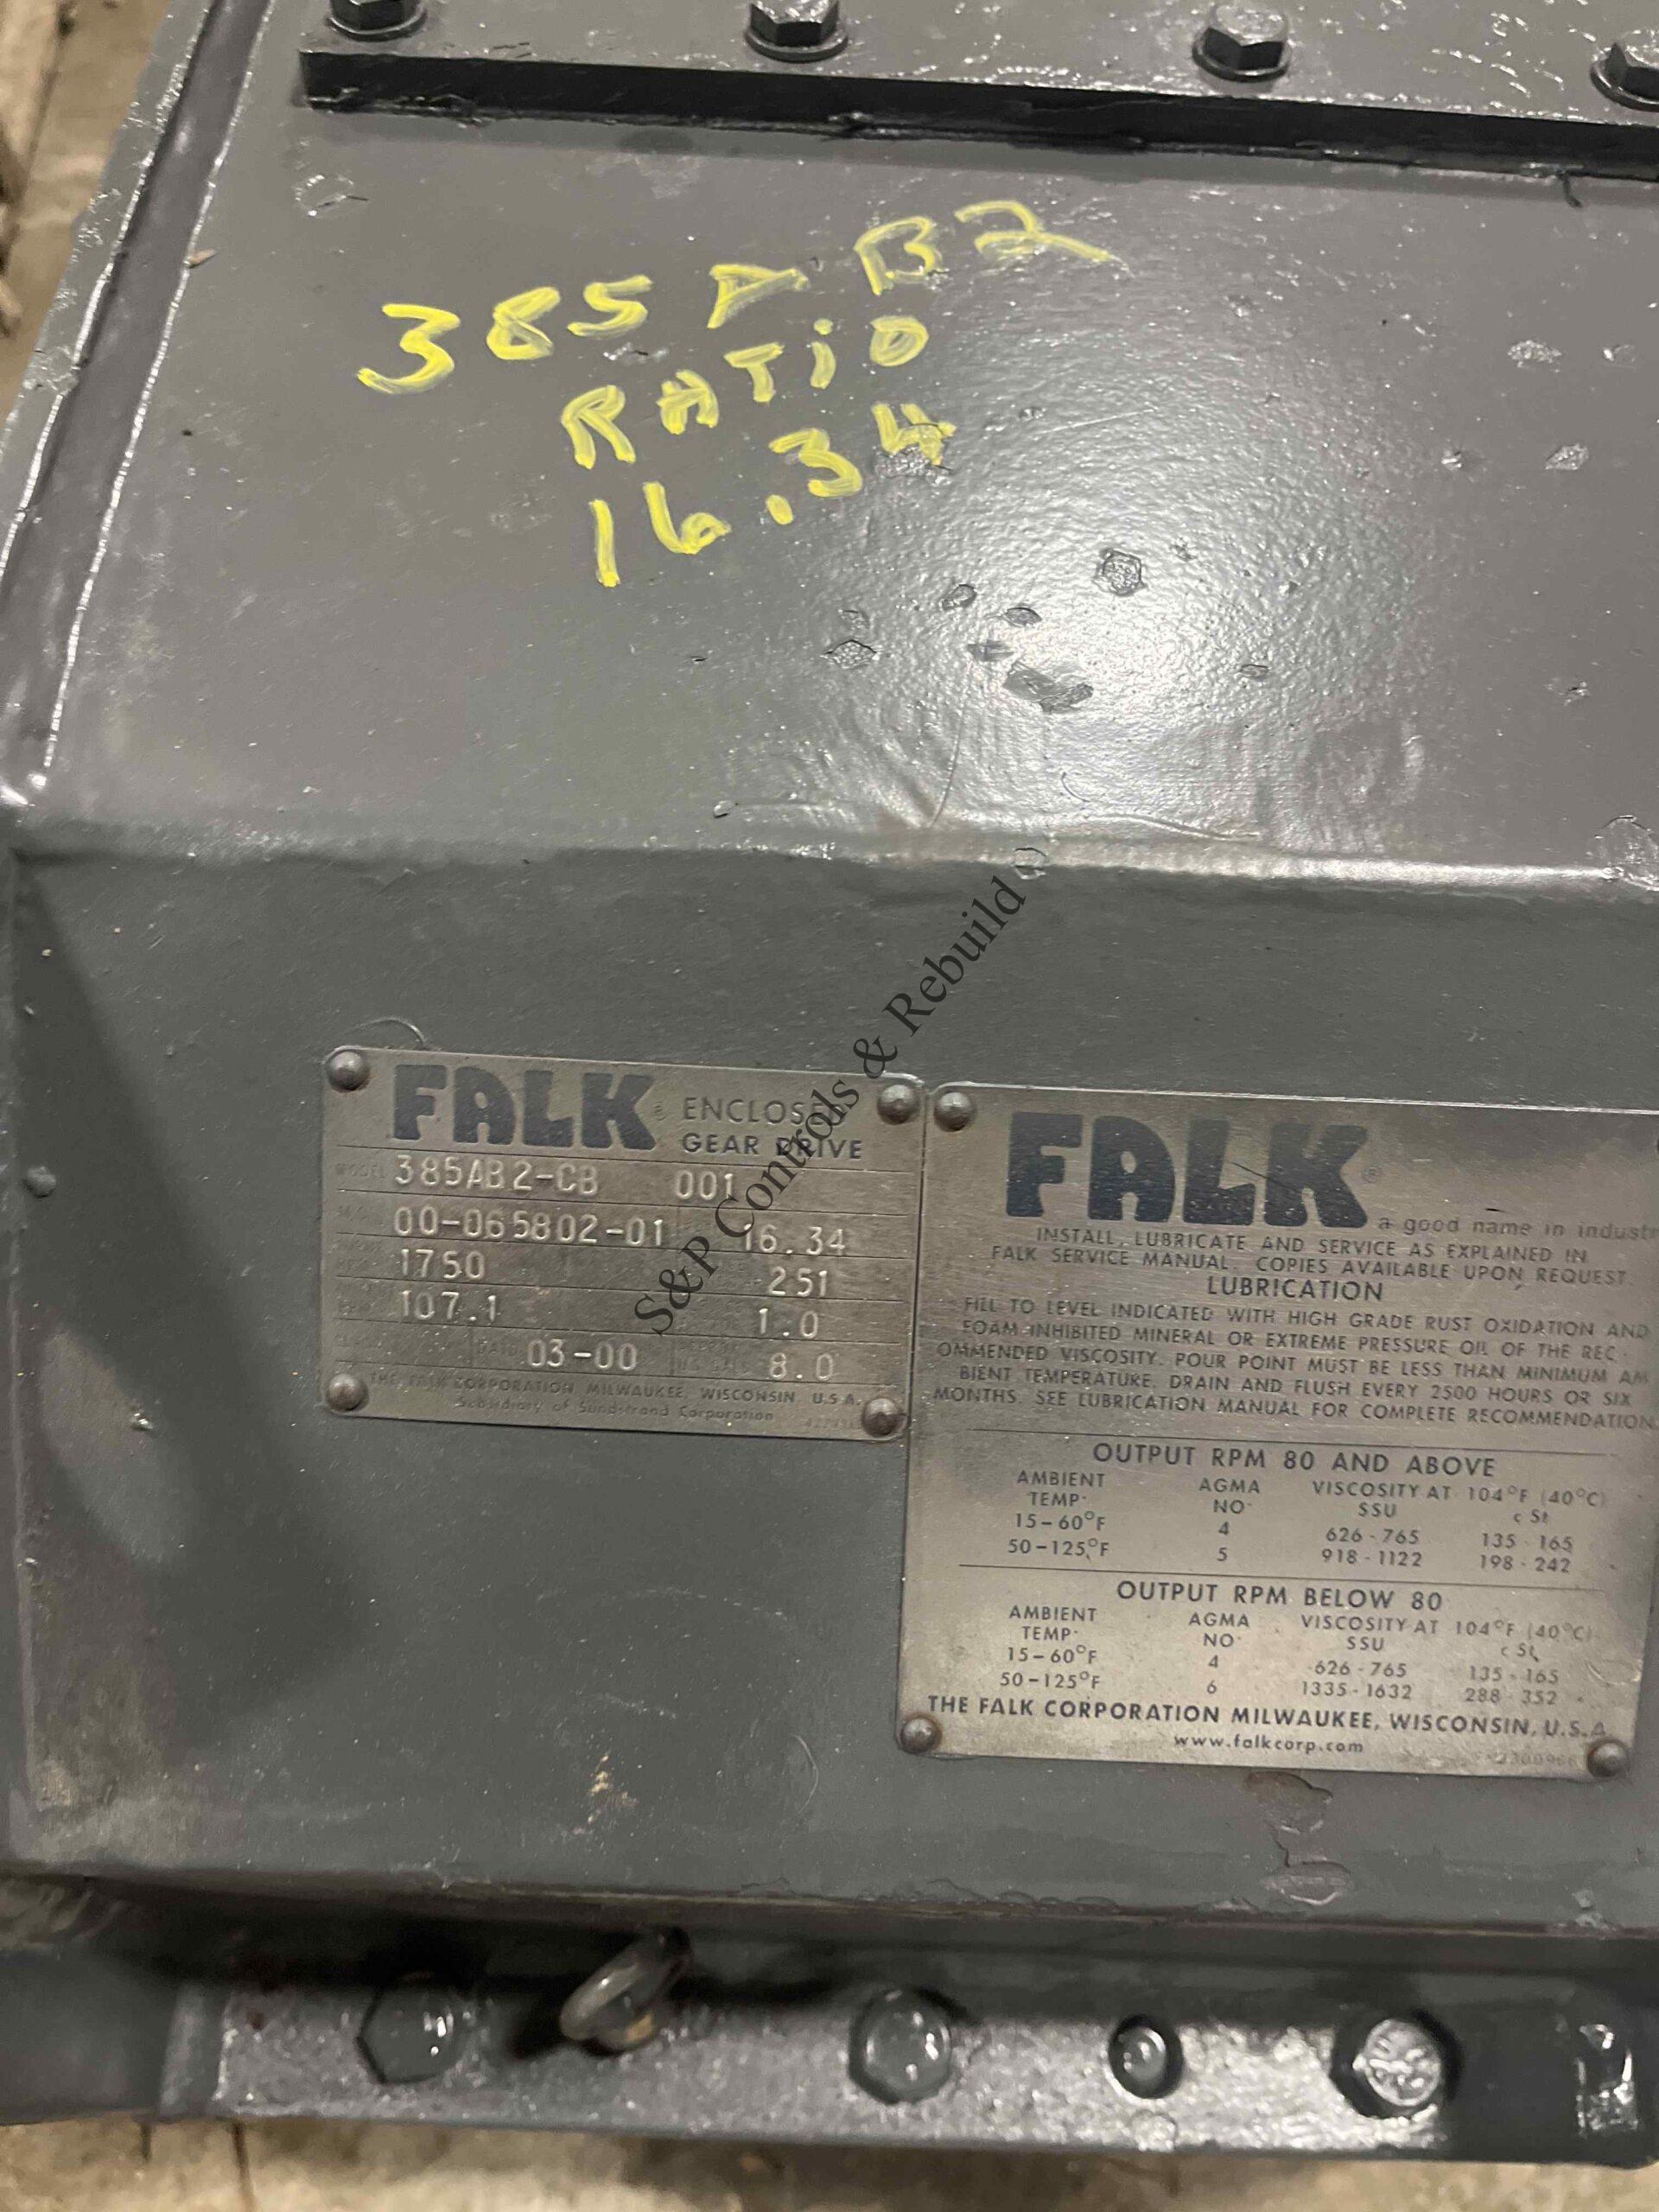 385AB2
RATiO
16.34
FALK® ENCLOSED
GEAR DRIVE
MODEL 385AB2-CB 001
00-065802-01 16.34
1750 251
107.1 1.0
DATE 03-00 8.0
THE FALK CORPORATION MILWAUKEE, WISCONSIN, U.S.A.
Subsidiary of Sundstrand Corporation
FALK®
a good name in industr
INSTALL, LUBRICATE AND SERVICE AS EXPLAINED IN
FALK SERVICE MANUAL. COPIES AVAILABLE UPON REQUEST.
LUBRICATION
FILL TO LEVEL INDICATED WITH HIGH GRADE RUST OXIDATION AND
FOAM INHIBITED MINERAL OR EXTREME PRESSURE OIL OF THE REC-
OMMENDED VISCOSITY. POUR POINT MUST BE LESS THAN MINIMUM AM
BIENT TEMPERATURE. DRAIN AND FLUSH EVERY 2500 HOURS OR SIX
MONTHS. SEE LUBRICATION MANUAL FOR COMPLETE RECOMMENDATION
OUTPUT RPM 80 AND ABOVE
AMBIENT AGMA VISCOSITY AT 104°F (40°C)
TEMP. NO. SSU c St
15-60°F 4 626-765 135-165
50-125°F 5 918-1122 198-242
OUTPUT RPM BELOW 80
AMBIENT AGMA VISCOSITY AT 104°F (40°C)
TEMP. NO. SSU c St
15-60°F 4 626-765 135-165
50-125°F 6 1335-1632 288-352
THE FALK CORPORATION MILWAUKEE, WISCONSIN, U.S.A.
www.falkcorp.com
S&P Controls & Rebuild